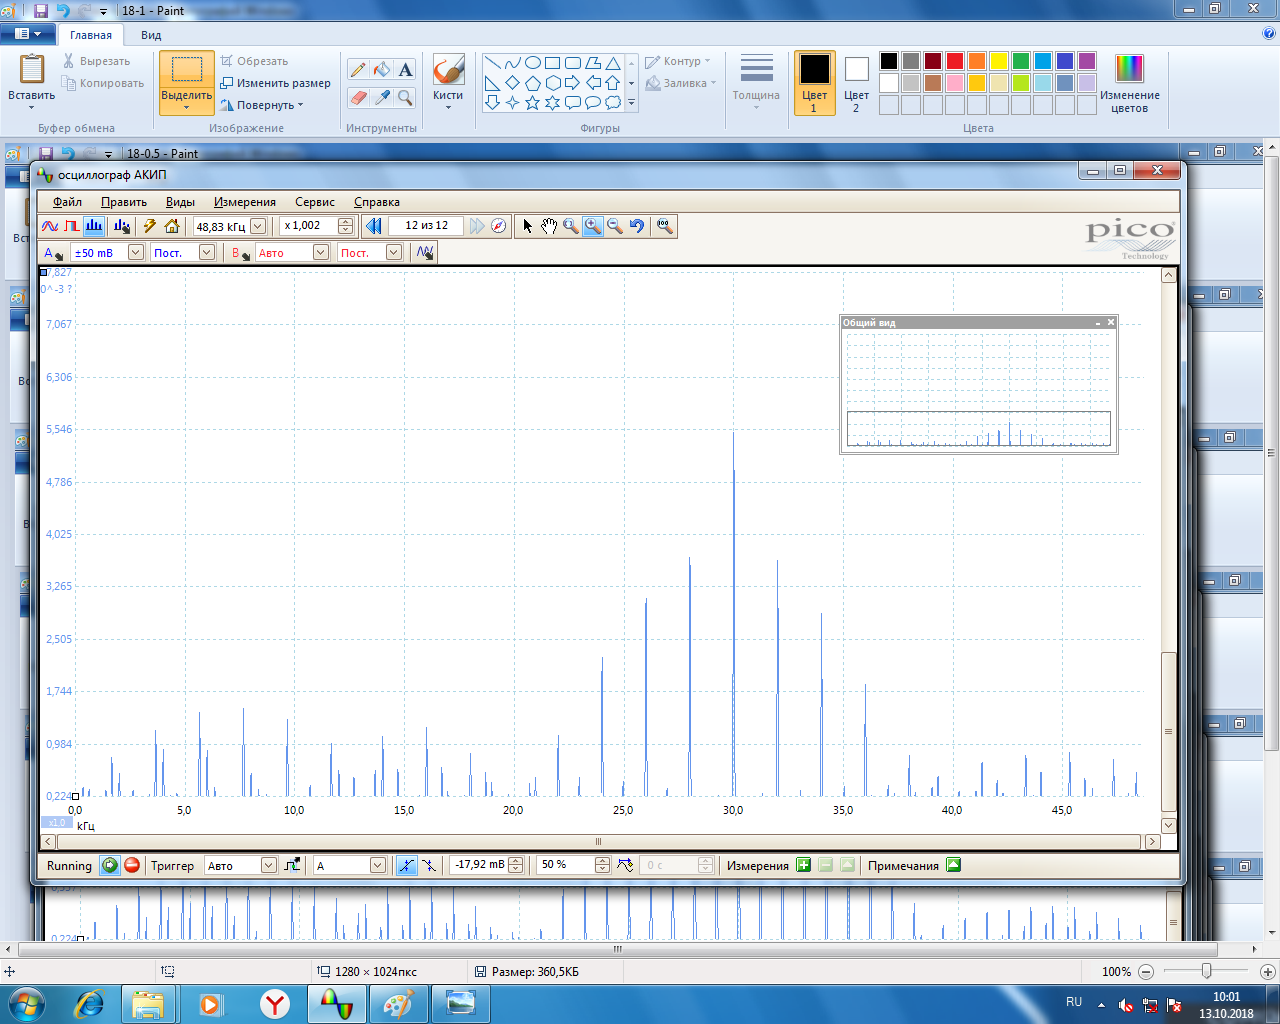 18-1 - Paint
Главная Вид
Вставить
Вырезать
Копировать
Буфер обмена
Выделить
Обрезать
Изменить размер
Повернуть
Изображение
A
Инструменты
Кисти
Контур
Заливка
Фигуры
Толщина
Цвет 1
Цвет 2
Изменение цветов
Цвета
18-0.5 - Paint
осциллограф АКИП
Файл Править Виды Измерения Сервис Справка
48,83 кГц x 1,002 12 из 12
A ±50 mВ Пост. B Авто Пост.
pico
Technology
7,827
0^-3 ?
Общий вид
7,067
6,306
5,546
4,786
4,025
3,265
2,505
1,744
0,984
0,224
0,0 5,0 10,0 15,0 20,0 25,0 30,0 35,0 40,0 45,0
x1,0 кГц
Running Триггер Авто A -17,92 mВ 50 % 0 с Измерения Примечания
0,224
1280 × 1024пкс Размер: 360,5КБ 100%
RU 10:01
13.10.2018